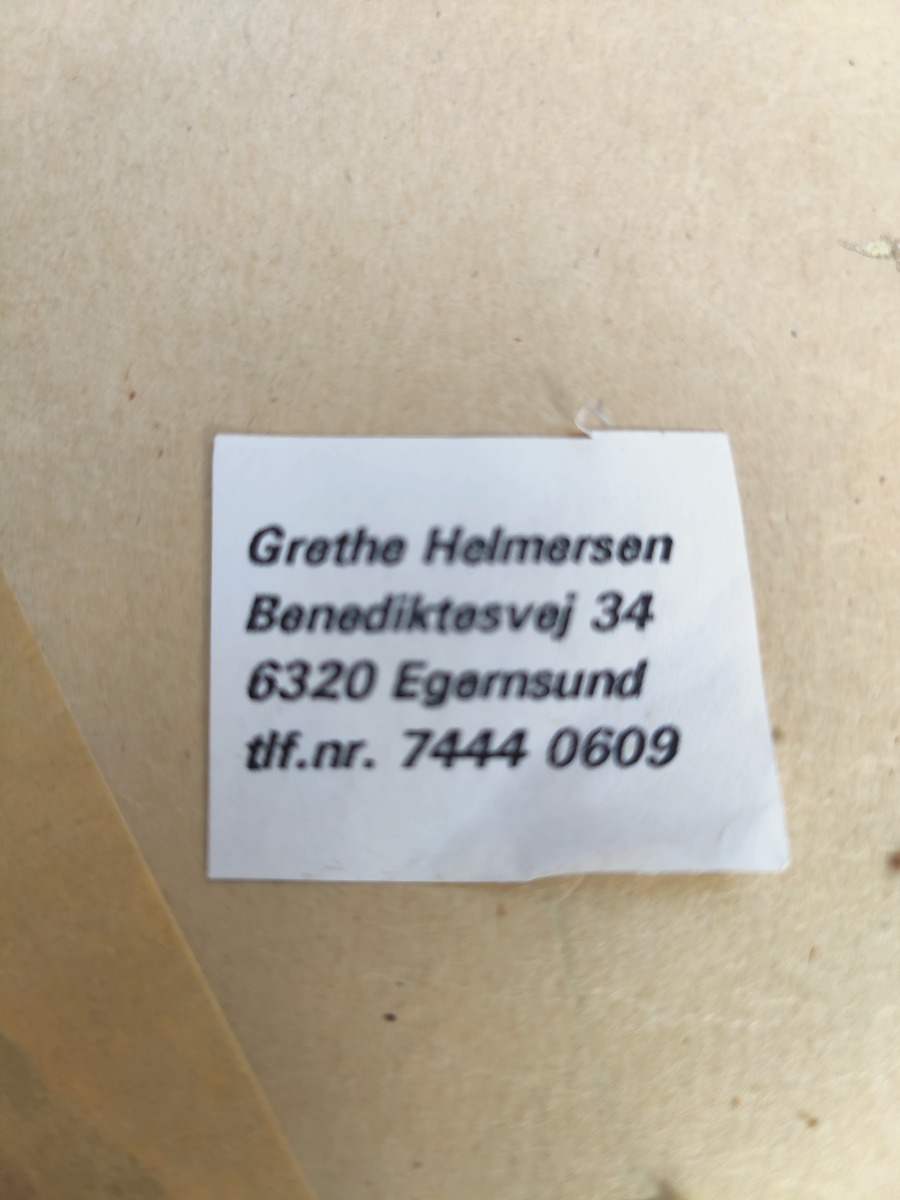 Grethe Helmersen
Benediktesvej 34
6320 Egernsund
tlf.nr. 7444 0609